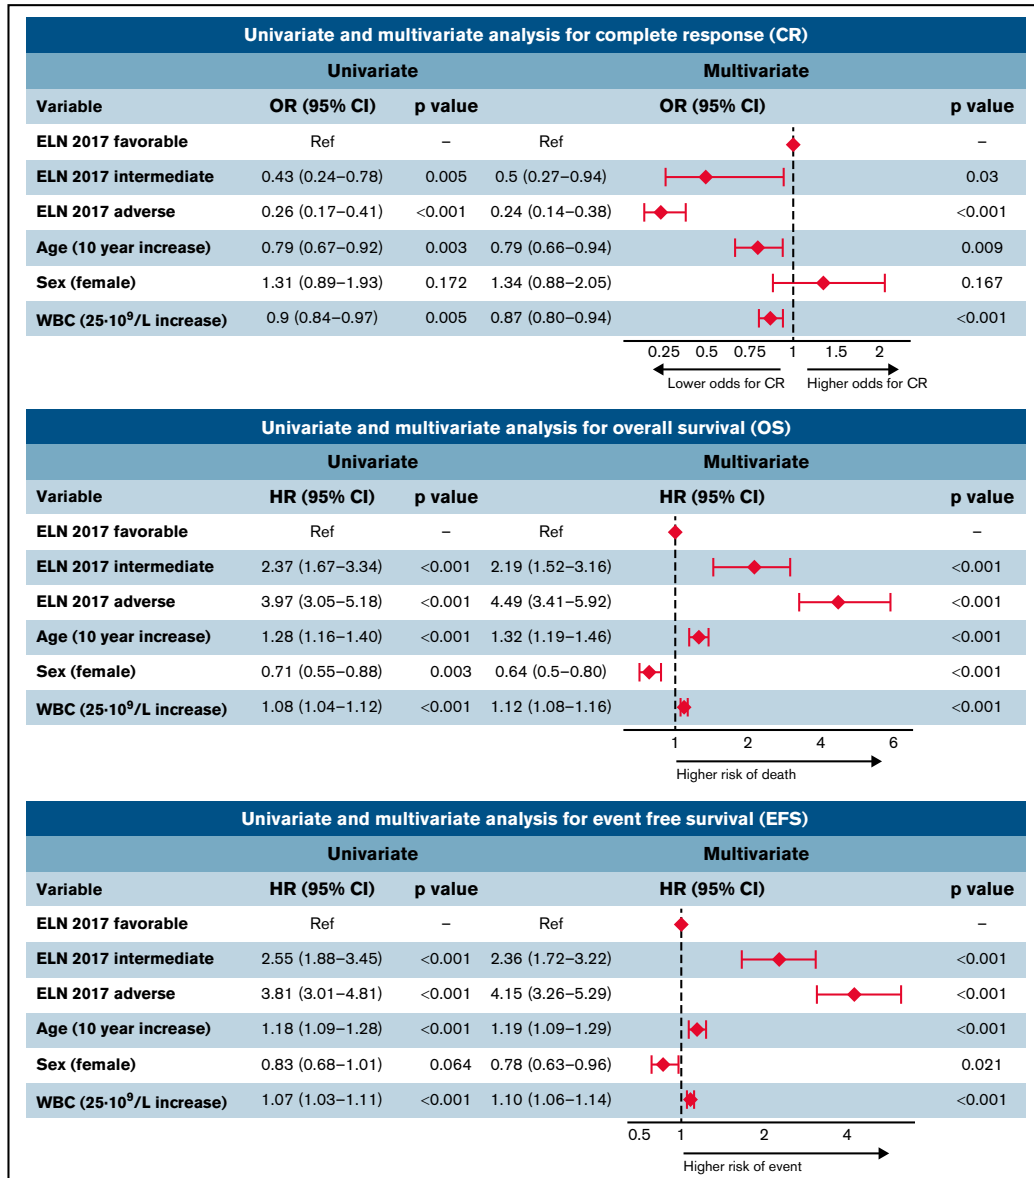 Univariate and multivariate analysis for complete response (CR)
Univariate Multivariate
Variable OR (95% CI) p value OR (95% CI) p value
ELN 2017 favorable Ref – Ref –
ELN 2017 intermediate 0.43 (0.24–0.78) 0.005 0.5 (0.27–0.94) 0.03
ELN 2017 adverse 0.26 (0.17–0.41) <0.001 0.24 (0.14–0.38) <0.001
Age (10 year increase) 0.79 (0.67–0.92) 0.003 0.79 (0.66–0.94) 0.009
Sex (female) 1.31 (0.89–1.93) 0.172 1.34 (0.88–2.05) 0.167
WBC (25·10⁹/L increase) 0.9 (0.84–0.97) 0.005 0.87 (0.80–0.94) <0.001
0.25 0.5 0.75 1 1.5 2
Lower odds for CR Higher odds for CR
Univariate and multivariate analysis for overall survival (OS)
Univariate Multivariate
Variable HR (95% CI) p value HR (95% CI) p value
ELN 2017 favorable Ref – Ref –
ELN 2017 intermediate 2.37 (1.67–3.34) <0.001 2.19 (1.52–3.16) <0.001
ELN 2017 adverse 3.97 (3.05–5.18) <0.001 4.49 (3.41–5.92) <0.001
Age (10 year increase) 1.28 (1.16–1.40) <0.001 1.32 (1.19–1.46) <0.001
Sex (female) 0.71 (0.55–0.88) 0.003 0.64 (0.5–0.80) <0.001
WBC (25·10⁹/L increase) 1.08 (1.04–1.12) <0.001 1.12 (1.08–1.16) <0.001
1 2 4 6
Higher risk of death
Univariate and multivariate analysis for event free survival (EFS)
Univariate Multivariate
Variable HR (95% CI) p value HR (95% CI) p value
ELN 2017 favorable Ref – Ref –
ELN 2017 intermediate 2.55 (1.88–3.45) <0.001 2.36 (1.72–3.22) <0.001
ELN 2017 adverse 3.81 (3.01–4.81) <0.001 4.15 (3.26–5.29) <0.001
Age (10 year increase) 1.18 (1.09–1.28) <0.001 1.19 (1.09–1.29) <0.001
Sex (female) 0.83 (0.68–1.01) 0.064 0.78 (0.63–0.96) 0.021
WBC (25·10⁹/L increase) 1.07 (1.03–1.11) <0.001 1.10 (1.06–1.14) <0.001
0.5 1 2 4
Higher risk of event